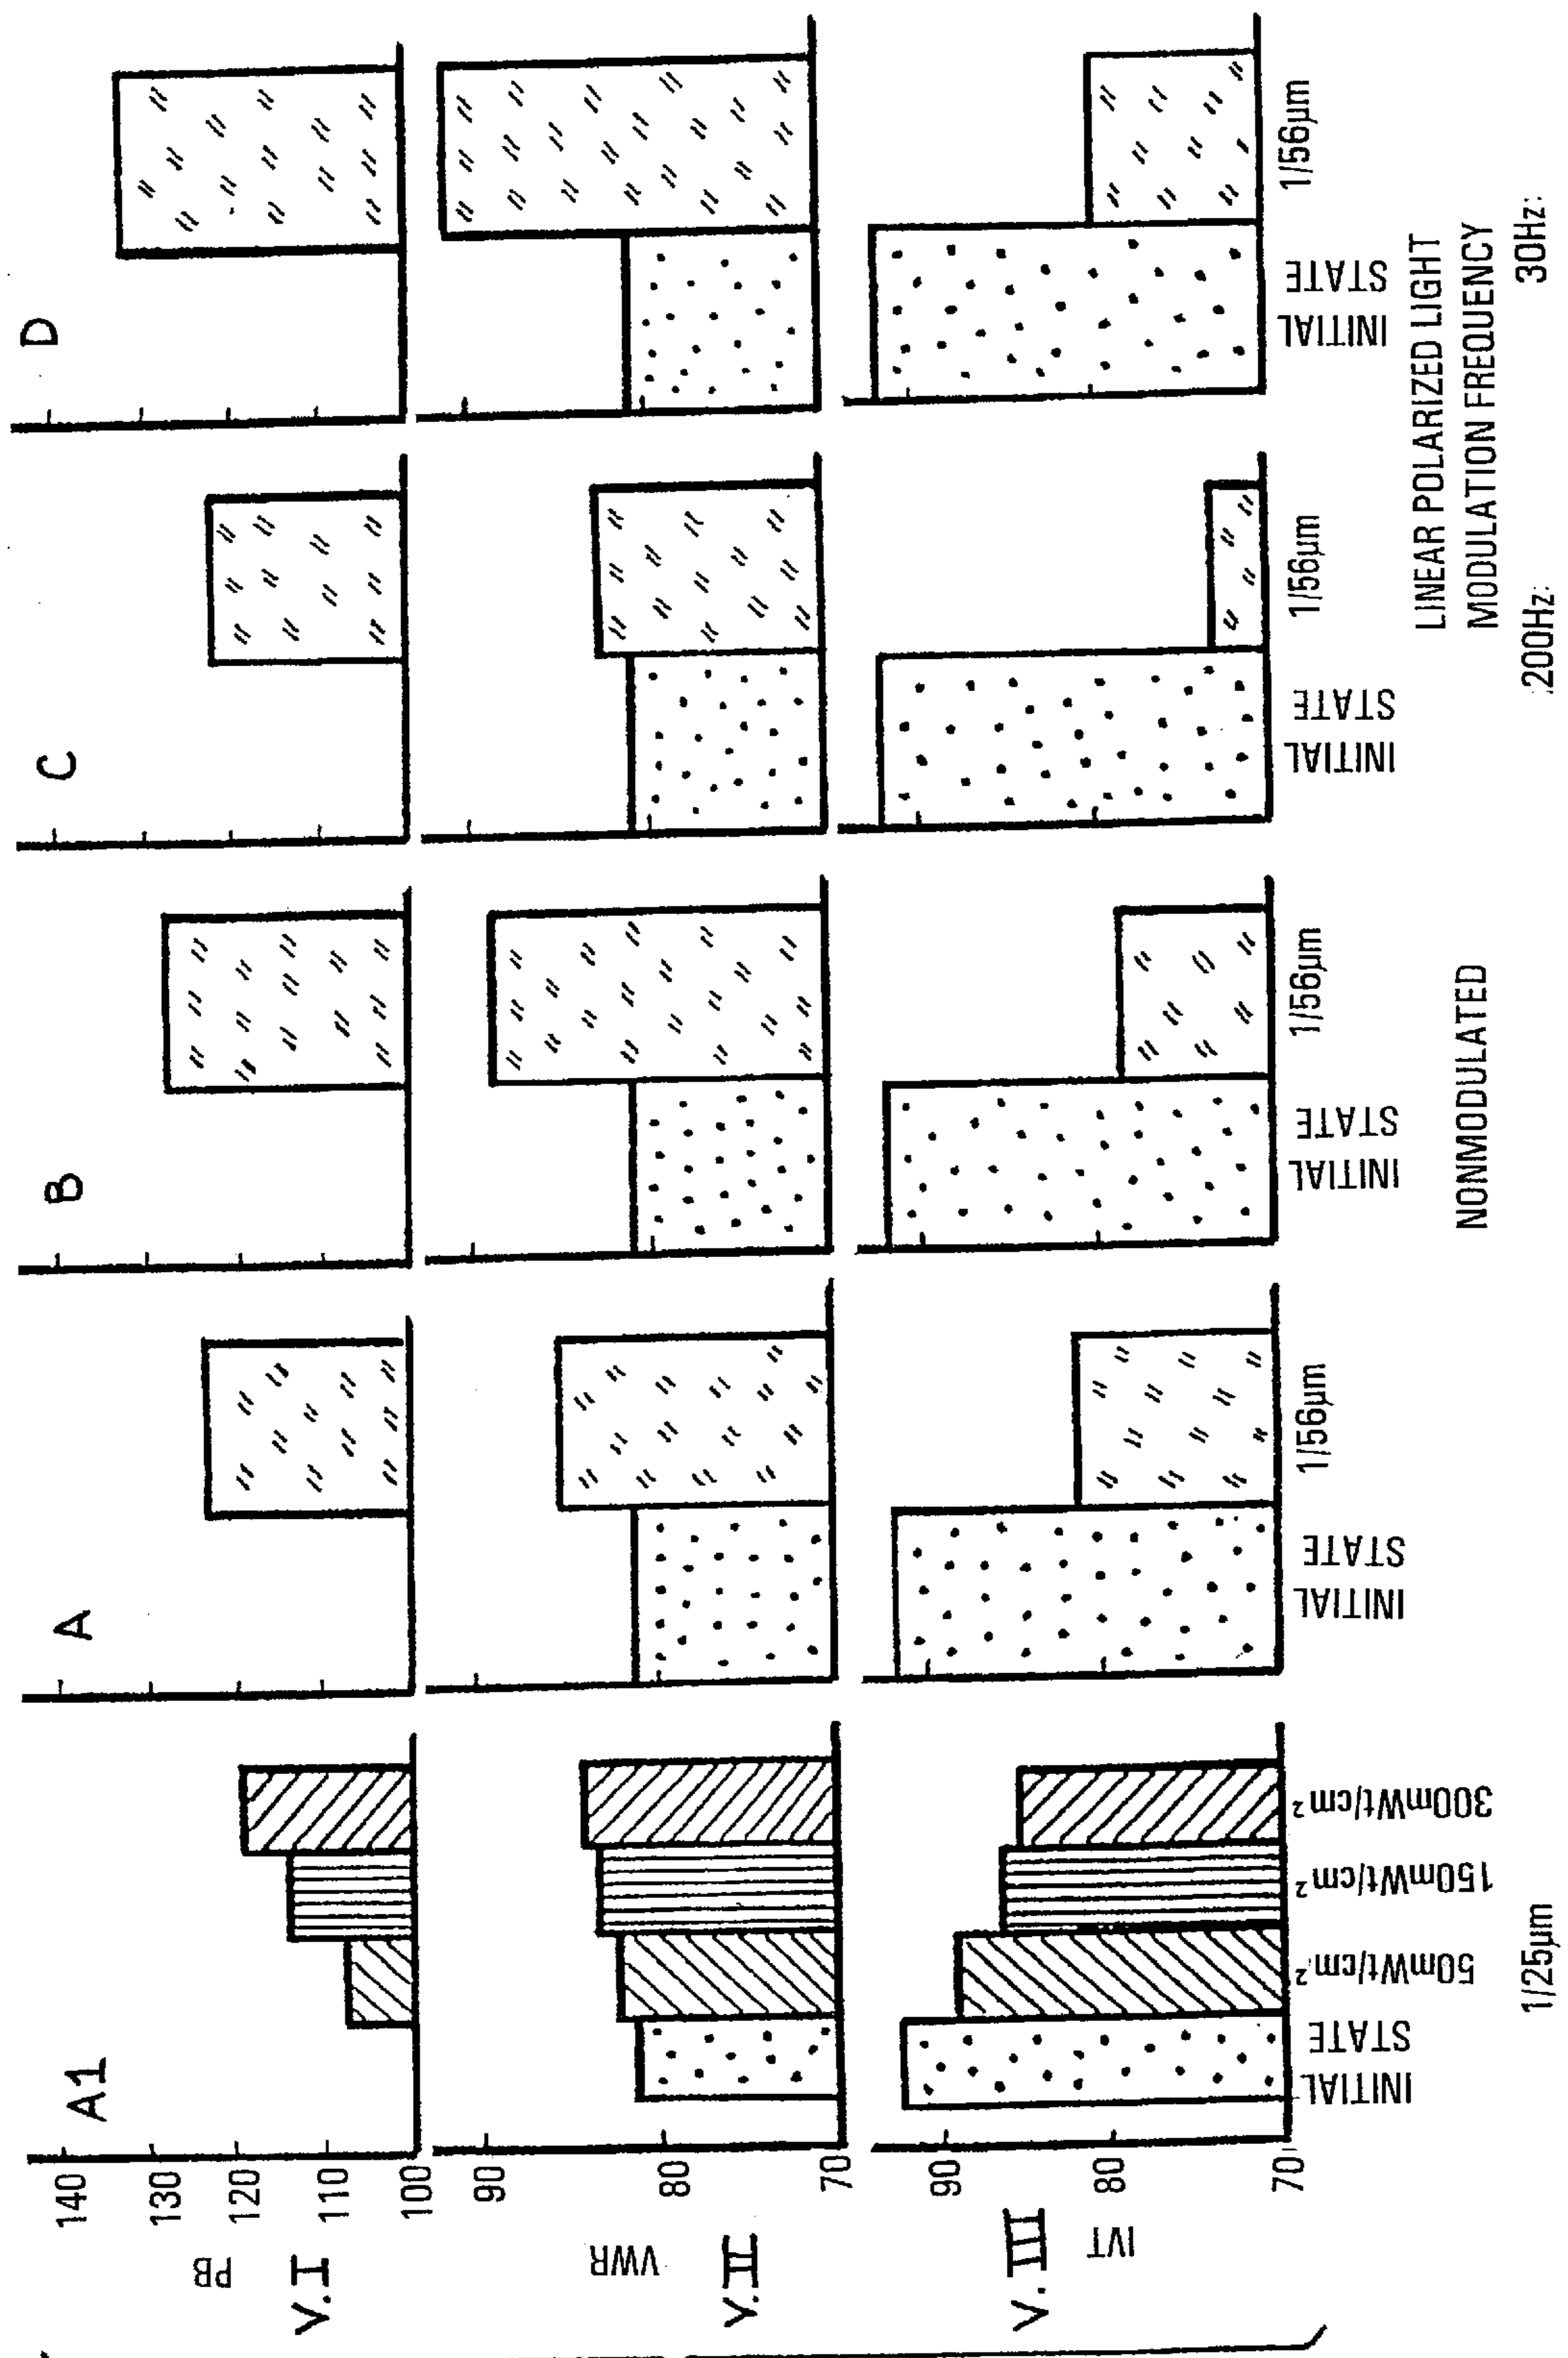 A1
A
B
C
D
140
130
120
110
100
PB
V.I
90
80
70
VWR
V.II
90
80
70
IVT
V.III
INITIAL
STATE
50mWt/cm²
150mWt/cm²
300mWt/cm²
INITIAL
STATE
1/56µm
INITIAL
STATE
1/56µm
INITIAL
STATE
1/56µm
INITIAL
STATE
1/56µm
1/25µm
NONMODULATED
LINEAR POLARIZED LIGHT
MODULATION FREQUENCY
200Hz:
30Hz: